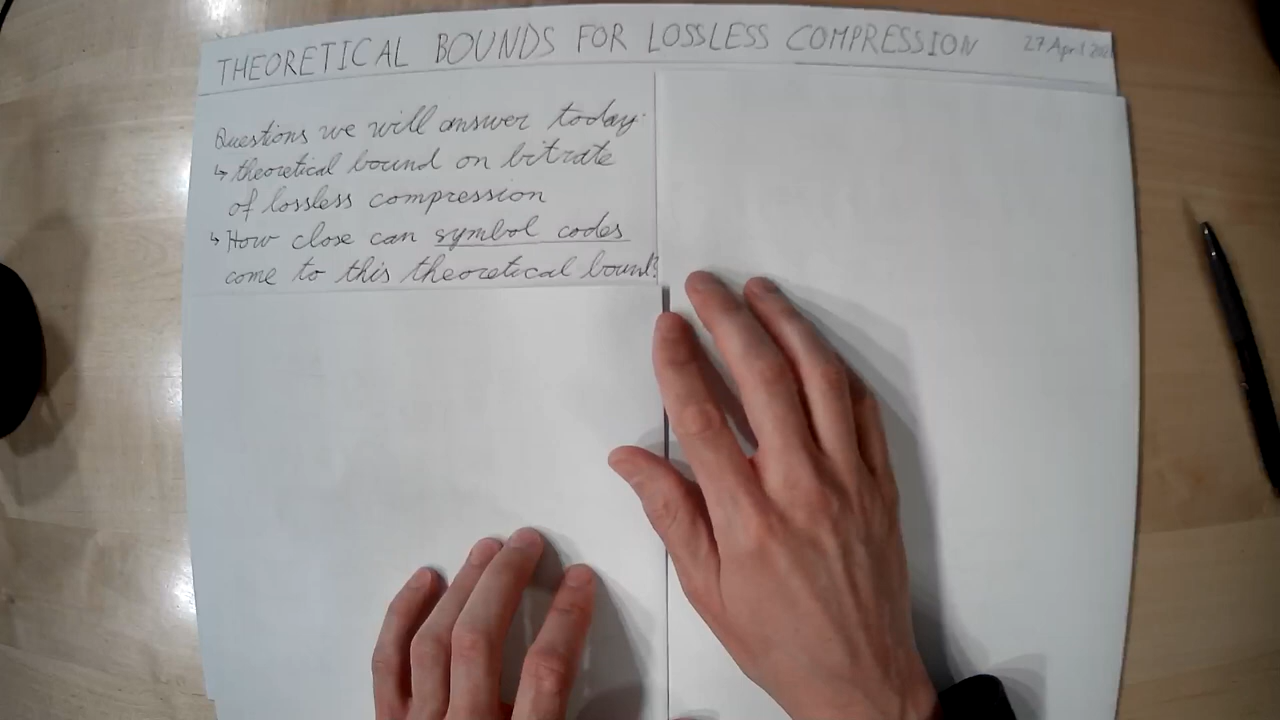 THEORETICAL BOUNDS FOR LOSSLESS COMPRESSION
27 April
Questions we will answer today:
↳ theoretical bound on bitrate
of lossless compression
↳ How close can symbol codes
come to this theoretical bound?